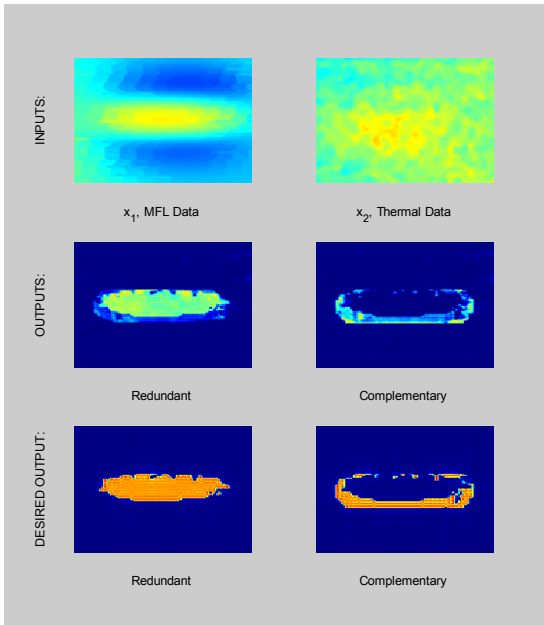 INPUTS:
x1, MFL Data
x2, Thermal Data
OUTPUTS:
Redundant
Complementary
DESIRED OUTPUT:
Redundant
Complementary